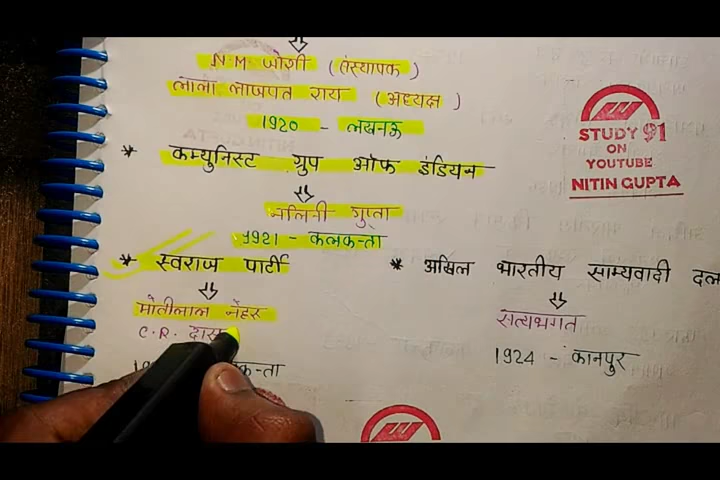 N·M जोशी (संस्थापक)
लाला लाजपत राय (अध्यक्ष)
1920 - लखनऊ
* कम्युनिस्ट ग्रुप ऑफ इंडियन
नलिनी गुप्ता
1921 - कलकत्ता
* स्वराज पार्टी
मोतीलाल नेहरू
C·R· दास
* अखिल भारतीय साम्यवादी दल
सत्यभगत
1924 - कानपुर
STUDY 91
ON
YOUTUBE
NITIN GUPTA